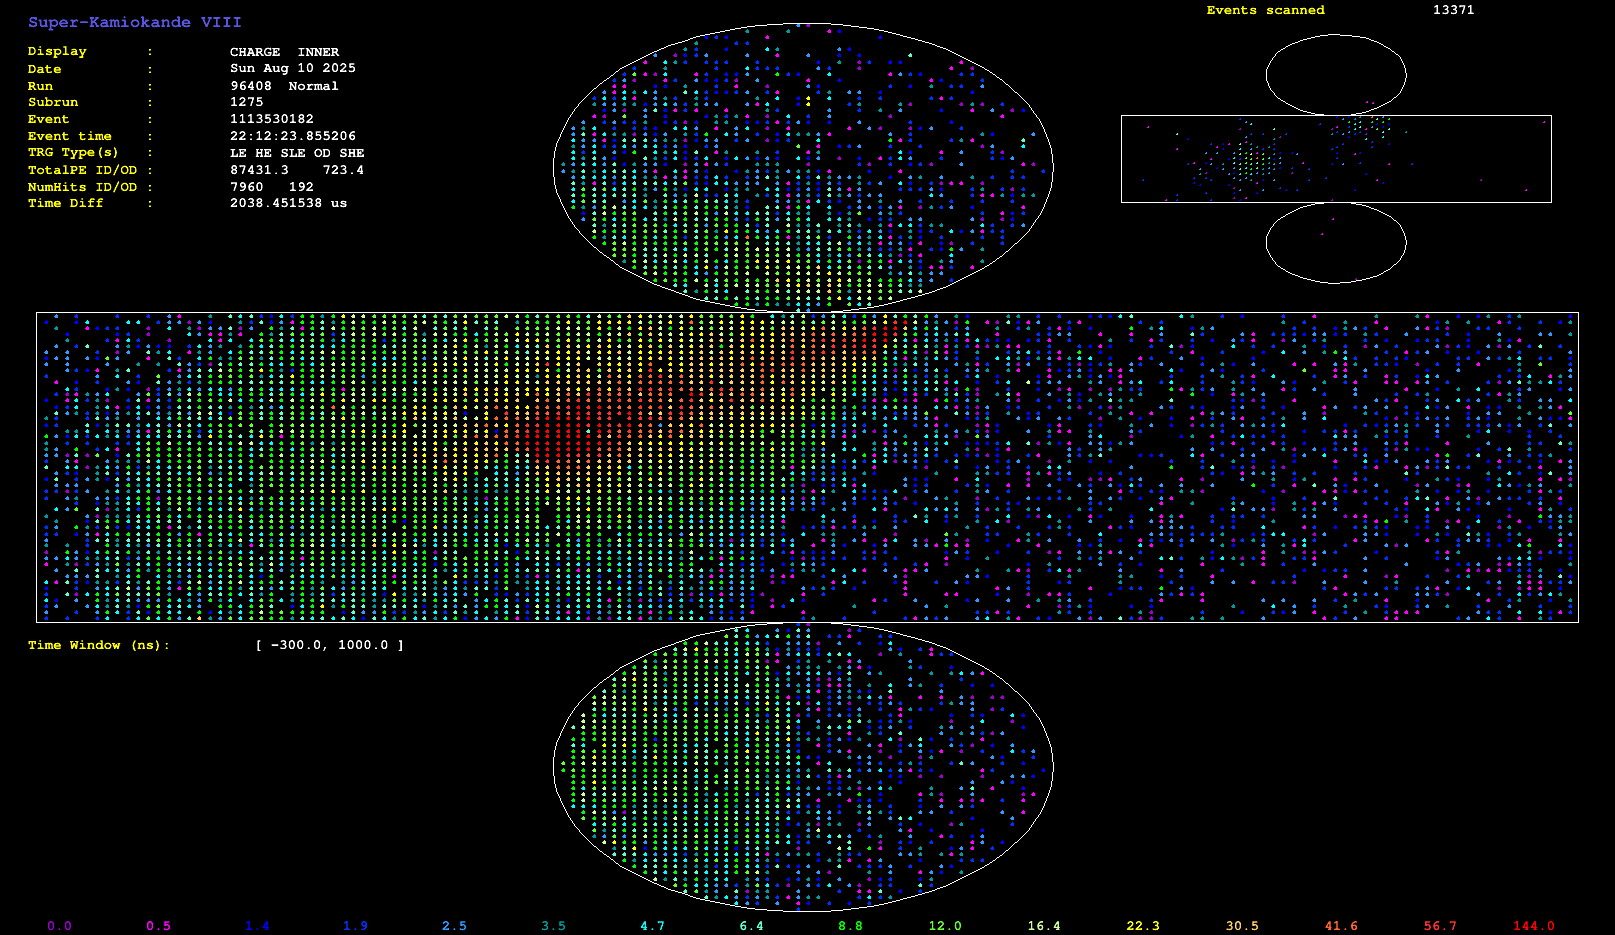 Super-Kamiokande VIII
Events scanned 13371
Display : CHARGE INNER
Date : Sun Aug 10 2025
Run : 96408 Normal
Subrun : 1275
Event : 1113530182
Event time : 22:12:23.855206
TRG Type(s) : LE HE SLE OD SHE
TotalPE ID/OD : 87431.3 723.4
NumHits ID/OD : 7960 192
Time Diff : 2038.451538 us
Time Window (ns): [ -300.0, 1000.0 ]
0.0 0.5 1.4 1.9 2.5 3.5 4.7 6.4 8.8 12.0 16.4 22.3 30.5 41.6 56.7 144.0